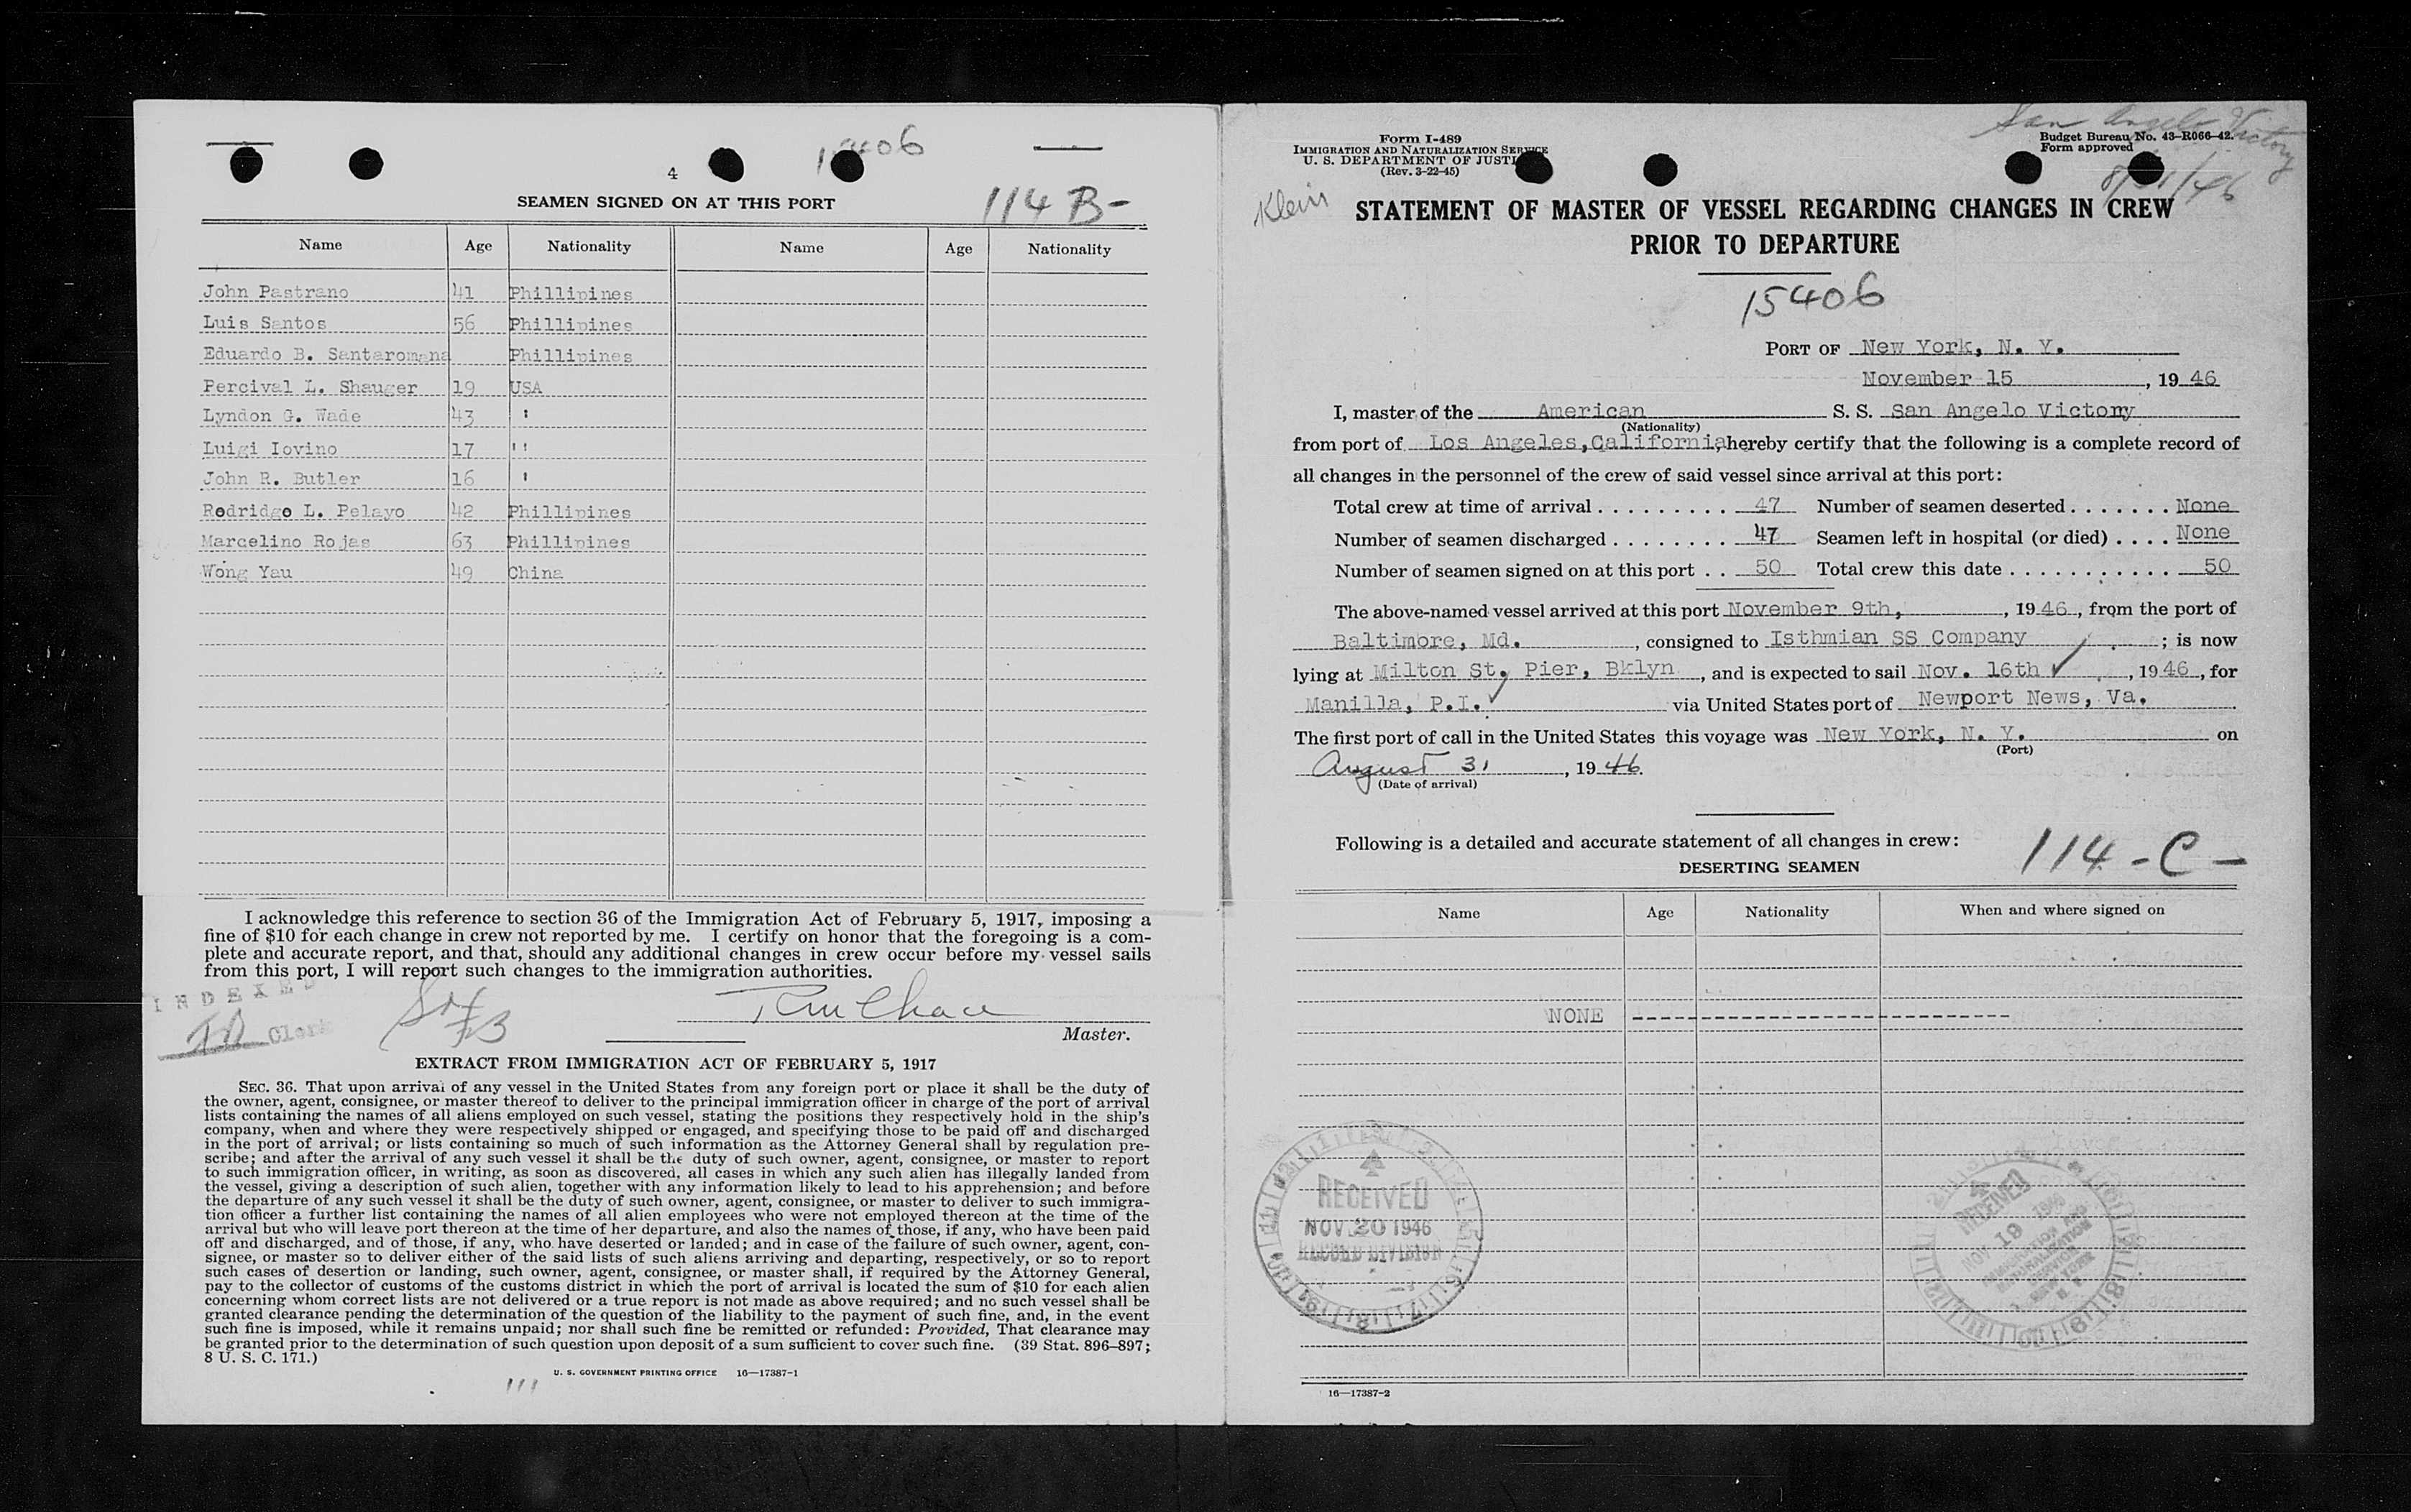 15406
4
SEAMEN SIGNED ON AT THIS PORT
114 B-
Name Age Nationality Name Age Nationality
John Pastrano 41 Phillipines
Luis Santos 56 Phillipines
Eduardo B. Santaromana Phillipines
Percival L. Shauger 19 USA
Lyndon G. Wade 43 "
Luigi Iovino 17 "
John R. Butler 16 "
Rodridgo L. Pelayo 42 Phillipines
Marcelino Rojas 63 Phillipines
Wong Yau 49 China
I acknowledge this reference to section 36 of the Immigration Act of February 5, 1917, imposing a
fine of $10 for each change in crew not reported by me. I certify on honor that the foregoing is a com-
plete and accurate report, and that, should any additional changes in crew occur before my vessel sails
from this port, I will report such changes to the immigration authorities.
INDEXED
Clerk
Master.
EXTRACT FROM IMMIGRATION ACT OF FEBRUARY 5, 1917
SEC. 36. That upon arrival of any vessel in the United States from any foreign port or place it shall be the duty of
the owner, agent, consignee, or master thereof to deliver to the principal immigration officer in charge of the port of arrival
lists containing the names of all aliens employed on such vessel, stating the positions they respectively hold in the ship's
company, when and where they were respectively shipped or engaged, and specifying those to be paid off and discharged
in the port of arrival; or lists containing so much of such information as the Attorney General shall by regulation pre-
scribe; and after the arrival of any such vessel it shall be the duty of such owner, agent, consignee, or master to report
to such immigration officer, in writing, as soon as discovered, all cases in which any such alien has illegally landed from
the vessel, giving a description of such alien, together with any information likely to lead to his apprehension; and before
the departure of any such vessel it shall be the duty of such owner, agent, consignee, or master to deliver to such immigra-
tion officer a further list containing the names of all alien employees who were not employed thereon at the time of the
arrival but who will leave port thereon at the time of her departure, and also the names of those, if any, who have been paid
off and discharged, and of those, if any, who have deserted or landed; and in case of the failure of such owner, agent, con-
signee, or master so to deliver either of the said lists of such aliens arriving and departing, respectively, or so to report
such cases of desertion or landing, such owner, agent, consignee, or master shall, if required by the Attorney General,
pay to the collector of customs of the customs district in which the port of arrival is located the sum of $10 for each alien
concerning whom correct lists are not delivered or a true report is not made as above required; and no such vessel shall be
granted clearance pending the determination of the question of the liability to the payment of such fine, and, in the event
such fine is imposed, while it remains unpaid; nor shall such fine be remitted or refunded: Provided, That clearance may
be granted prior to the determination of such question upon deposit of a sum sufficient to cover such fine. (39 Stat. 896–897;
8 U. S. C. 171.)
U. S. GOVERNMENT PRINTING OFFICE 16—17387-1
111
San Angelo Victory
8/31/46
Form I-489
IMMIGRATION AND NATURALIZATION SERVICE
U. S. DEPARTMENT OF JUSTICE
(Rev. 3-22-45)
Budget Bureau No. 43-R066-42.
Form approved
Klein
STATEMENT OF MASTER OF VESSEL REGARDING CHANGES IN CREW
PRIOR TO DEPARTURE
15406
PORT OF New York, N. Y.
November 15, 1946
I, master of the American S. S. San Angelo Victory
(Nationality)
from port of Los Angeles, California, hereby certify that the following is a complete record of
all changes in the personnel of the crew of said vessel since arrival at this port:
Total crew at time of arrival . . . . . . . . . 47 Number of seamen deserted . . . . . . . None
Number of seamen discharged . . . . . . . . 47 Seamen left in hospital (or died) . . . . None
Number of seamen signed on at this port . . 50 Total crew this date . . . . . . . . . . . . 50
The above-named vessel arrived at this port November 9th, , 1946, from the port of
Baltimore, Md. , consigned to Isthmian SS Company ; is now
lying at Milton St. Pier, Bklyn , and is expected to sail Nov. 16th , 1946, for
Manilla, P.I. via United States port of Newport News, Va.
The first port of call in the United States this voyage was New York, N. Y. on
(Port)
August 31 , 1946.
(Date of arrival)
Following is a detailed and accurate statement of all changes in crew:
114-C-
DESERTING SEAMEN
Name Age Nationality When and where signed on
NONE
RECEIVED
NOV 20 1946
RECORD DIVISION
RECEIVED
NOV 19 1946
IMMIGRATION AND
NATURALIZATION
SERVICE
NEW YORK
16—17387-2